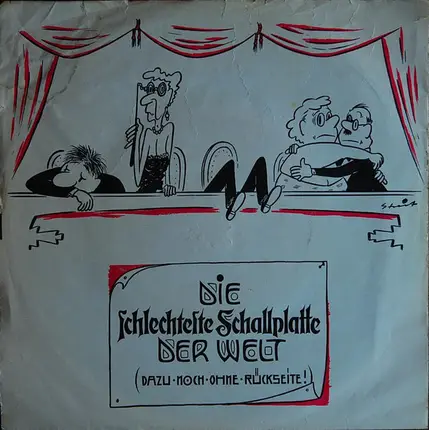 DIE
ſchlechteſte Schallplatte
DER WELT
(DAZU·NOCH·OHNE·RÜCKSEITE!)